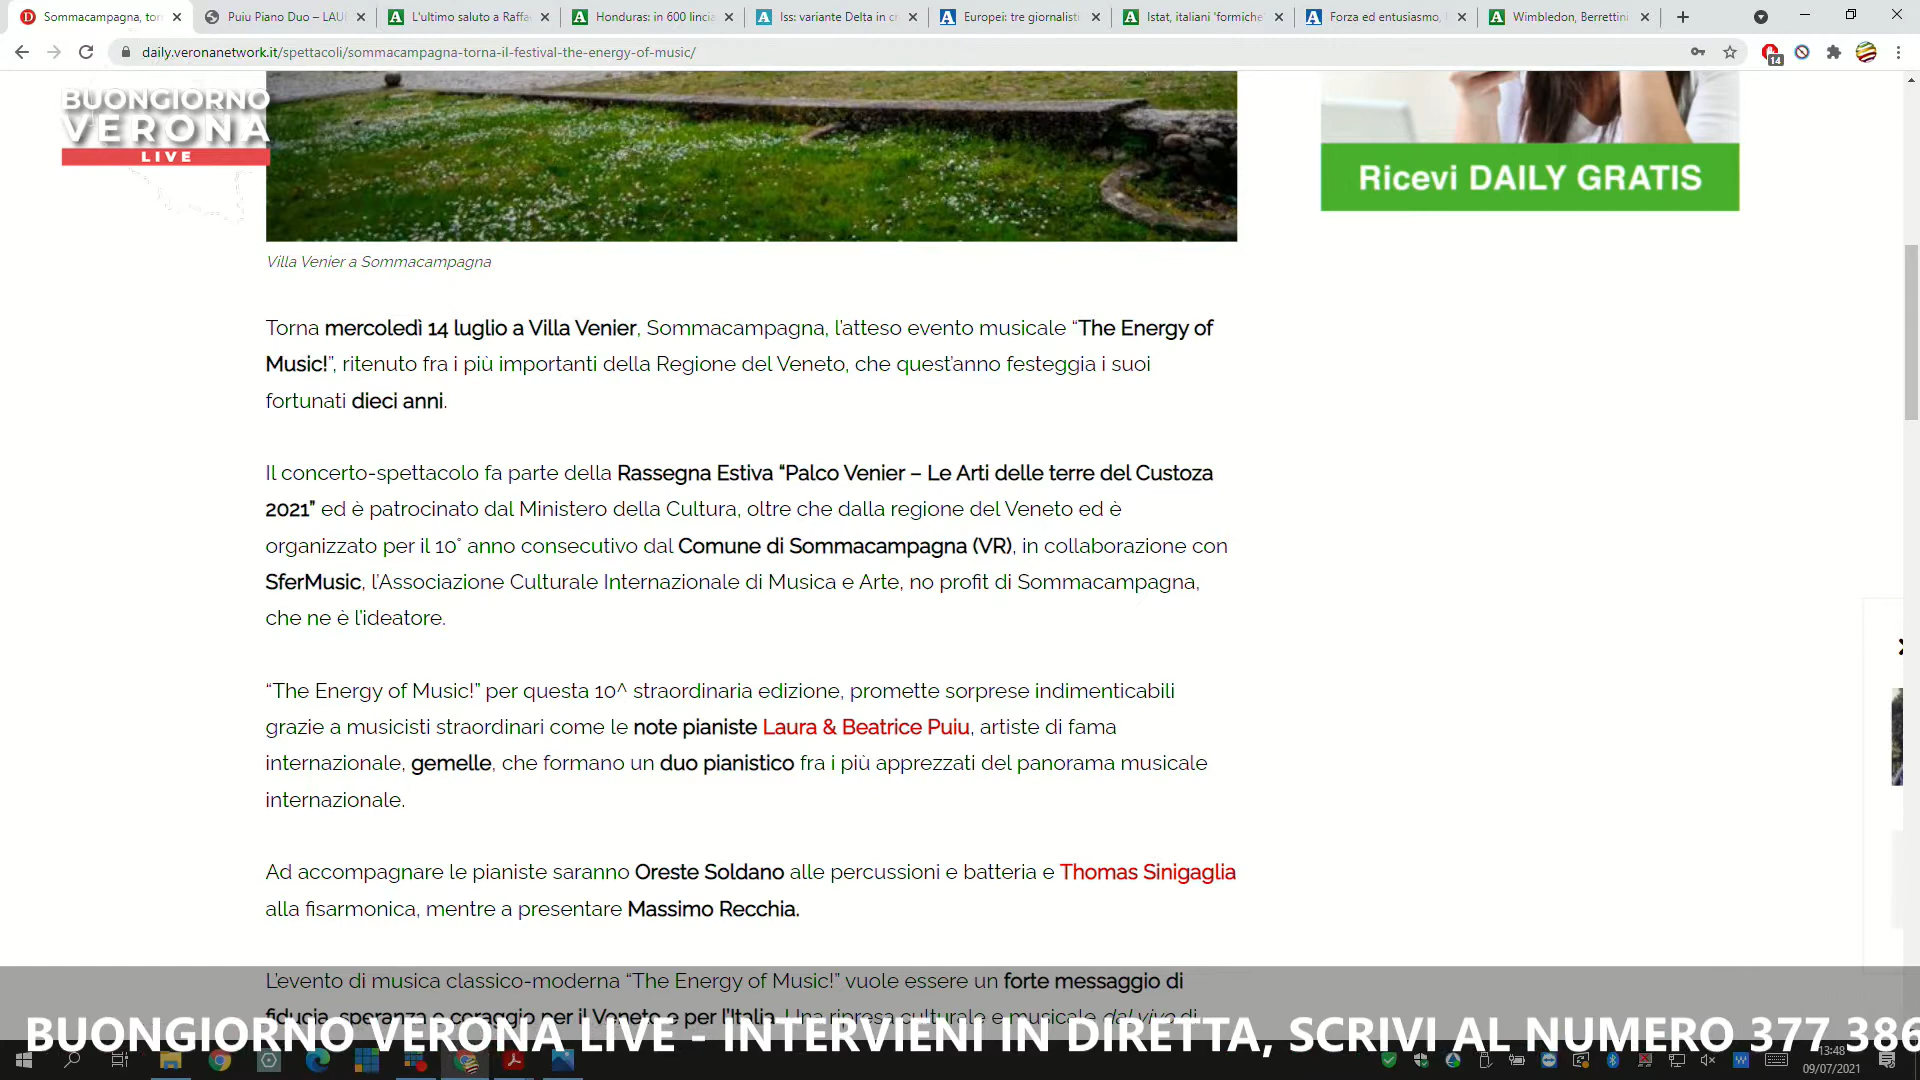 Sommacampagna, tor
Puiu Piano Duo – LAU
L'ultimo saluto a Raffa
Honduras: in 600 lincia
Iss: variante Delta in cr
Europei: tre giornalisti
Istat, italiani 'formiche'
Forza ed entusiasmo,
Wimbledon, Berrettini
daily.veronanetwork.it/spettacoli/sommacampagna-torna-il-festival-the-energy-of-music/
14
BUONGIORNO
VERONA
LIVE
Ricevi DAILY GRATIS
Villa Venier a Sommacampagna
Torna mercoledì 14 luglio a Villa Venier, Sommacampagna, l'atteso evento musicale “The Energy of
Music!”, ritenuto fra i più importanti della Regione del Veneto, che quest'anno festeggia i suoi
fortunati dieci anni.
Il concerto-spettacolo fa parte della Rassegna Estiva “Palco Venier – Le Arti delle terre del Custoza
2021” ed è patrocinato dal Ministero della Cultura, oltre che dalla regione del Veneto ed è
organizzato per il 10° anno consecutivo dal Comune di Sommacampagna (VR), in collaborazione con
SferMusic, l'Associazione Culturale Internazionale di Musica e Arte, no profit di Sommacampagna,
che ne è l'ideatore.
“The Energy of Music!” per questa 10^ straordinaria edizione, promette sorprese indimenticabili
grazie a musicisti straordinari come le note pianiste Laura & Beatrice Puiu, artiste di fama
internazionale, gemelle, che formano un duo pianistico fra i più apprezzati del panorama musicale
internazionale.
Ad accompagnare le pianiste saranno Oreste Soldano alle percussioni e batteria e Thomas Sinigaglia
alla fisarmonica, mentre a presentare Massimo Recchia.
L'evento di musica classico-moderna “The Energy of Music!” vuole essere un forte messaggio di
fiducia, speranza e coraggio per il Veneto e per l'Italia. Una ripresa culturale e musicale dal vivo di
BUONGIORNO VERONA LIVE - INTERVIENI IN DIRETTA, SCRIVI AL NUMERO 377 386
13:48
09/07/2021